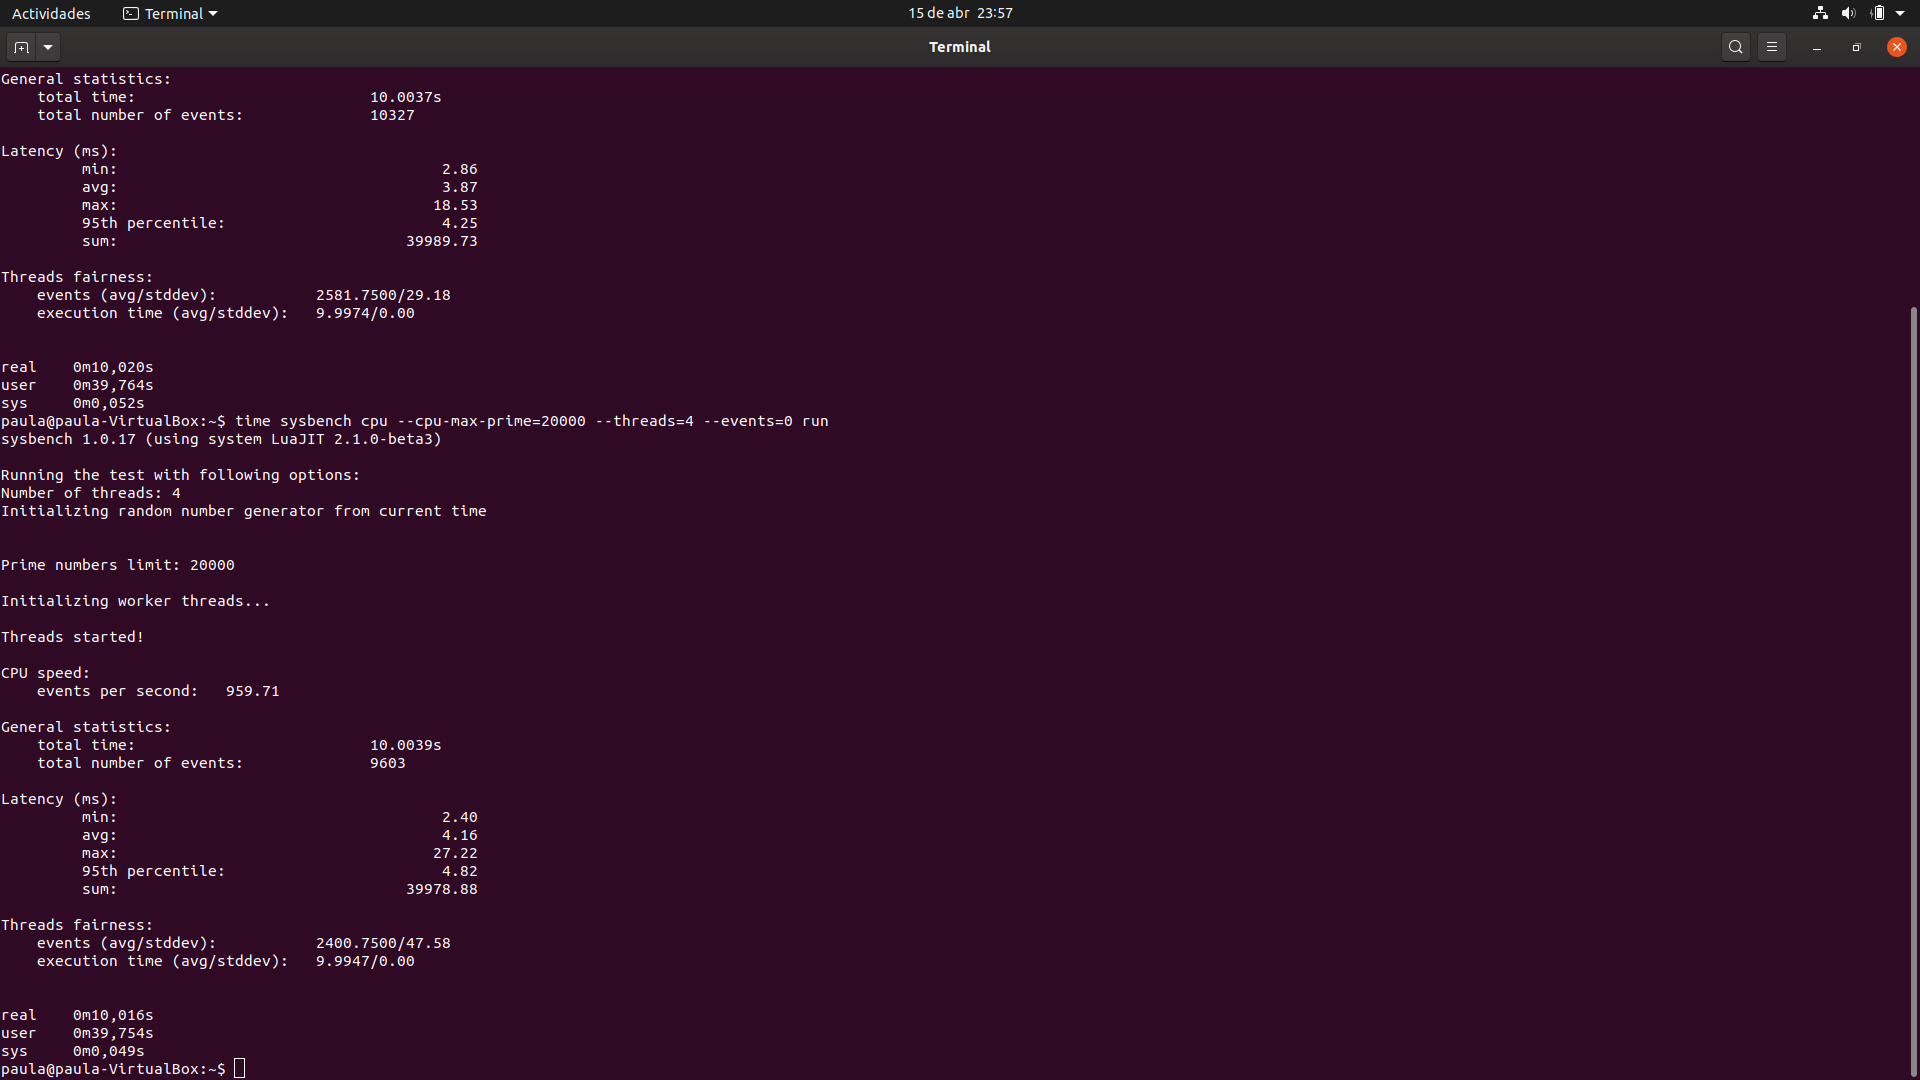 Actividades Terminal 15 de abr 23:57
Terminal
General statistics:
    total time:                          10.0037s
    total number of events:              10327

Latency (ms):
         min:                                    2.86
         avg:                                    3.87
         max:                                   18.53
         95th percentile:                        4.25
         sum:                                39989.73

Threads fairness:
    events (avg/stddev):           2581.7500/29.18
    execution time (avg/stddev):   9.9974/0.00


real    0m10,020s
user    0m39,764s
sys     0m0,052s
paula@paula-VirtualBox:~$ time sysbench cpu --cpu-max-prime=20000 --threads=4 --events=0 run
sysbench 1.0.17 (using system LuaJIT 2.1.0-beta3)

Running the test with following options:
Number of threads: 4
Initializing random number generator from current time


Prime numbers limit: 20000

Initializing worker threads...

Threads started!

CPU speed:
    events per second:   959.71

General statistics:
    total time:                          10.0039s
    total number of events:              9603

Latency (ms):
         min:                                    2.40
         avg:                                    4.16
         max:                                   27.22
         95th percentile:                        4.82
         sum:                                39978.88

Threads fairness:
    events (avg/stddev):           2400.7500/47.58
    execution time (avg/stddev):   9.9947/0.00


real    0m10,016s
user    0m39,754s
sys     0m0,049s
paula@paula-VirtualBox:~$